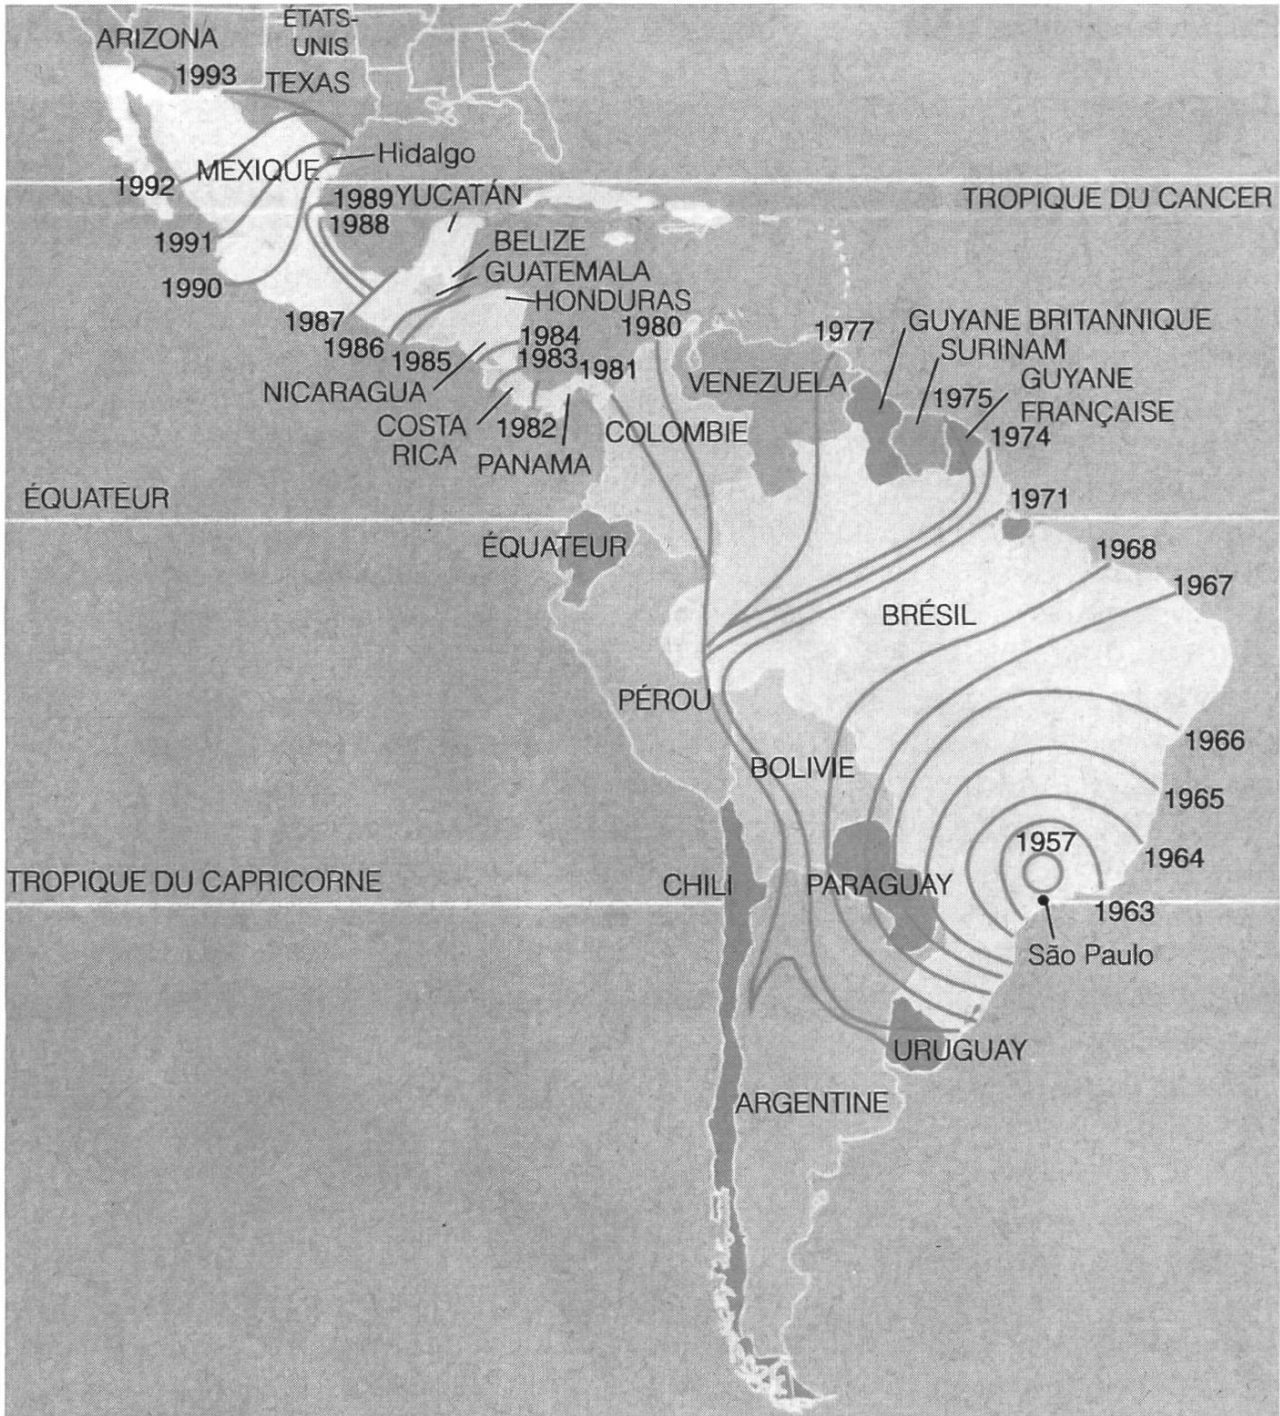 ÉTATS-
UNIS
ARIZONA
1993
TEXAS
Hidalgo
MEXIQUE
1992
1989
YUCATÁN
TROPIQUE DU CANCER
1988
1991
BELIZE
GUATEMALA
1990
HONDURAS
1987
1984
1980
1977
GUYANE BRITANNIQUE
1986
1985
1983
1981
SURINAM
NICARAGUA
VENEZUELA
GUYANE
FRANÇAISE
1975
COSTA
RICA
1982
COLOMBIE
1974
PANAMA
ÉQUATEUR
1971
ÉQUATEUR
1968
1967
BRÉSIL
PÉROU
1966
BOLIVIE
1965
1957
1964
TROPIQUE DU CAPRICORNE
CHILI
PARAGUAY
1963
São Paulo
URUGUAY
ARGENTINE